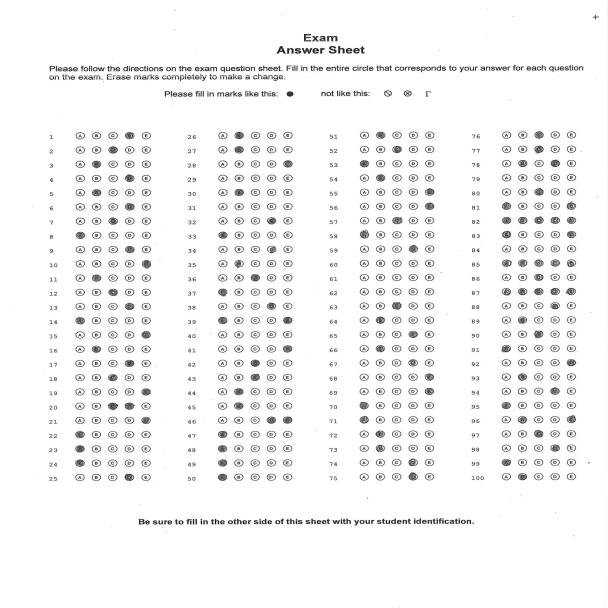 Exam
Answer Sheet
Please follow the directions on the exam question sheet. Fill in the entire circle that corresponds to your answer for each question
on the exam. Erase marks completely to make a change.
Please fill in marks like this: not like this:
1 A B C E 26 A C D E 51 A C D E 76 A B D E
2 A B D E 27 A C D E 52 A B D E 77 A B D E
3 A C D E 28 A B C D 53 B C D E 78 A C E
4 A B C E 29 A B C D E 54 A C D E 79 A B C D E
5 A C D E 30 A C D E 55 A B C D 80 A B D E
6 A B C E 31 A B C D E 56 A B C D 81 B C D
7 A B D E 32 A B C E 57 A B D E 82
8 B C D E 33 B C D E 58 B C D E 83 B C D
9 A B C E 34 A B C E 59 A B C E 84 A B C D E
10 A B C D 35 A C D E 60 A B C D E 85
11 A C D E 36 A B D E 61 A B C D E 86 A B D E
12 A B D E 37 B C D E 62 A B C D E 87
13 A B C E 38 A B C E 63 A B D E 88 A B C E
14 B C D E 39 B C D 64 A C D E 89 A C D E
15 A B C D 40 A B C D E 65 A B C E 90 A B D E
16 A C D E 41 A B C D 66 A C D E 91 B C D E
17 A B C E 42 A B D E 67 A B C E 92 A B C D
18 A B D E 43 A B D E 68 A B C D 93 A C D E
19 A B C D 44 A C D E 69 A B C D 94 A B C E
20 A B E 45 A C D E 70 B C D E 95 B C D E
21 A B C D 46 A B C 71 B C D E 96 A C D
22 B C D E 47 B C D E 72 A C D E 97 A B D E
23 B C D E 48 B C D E 73 A C D E 98 A B C E
24 B C D E 49 B C D E 74 A B C E 99 B C D E
25 A B C E 50 B C D E 75 A B C E 100 A C D E
Be sure to fill in the other side of this sheet with your student identification.